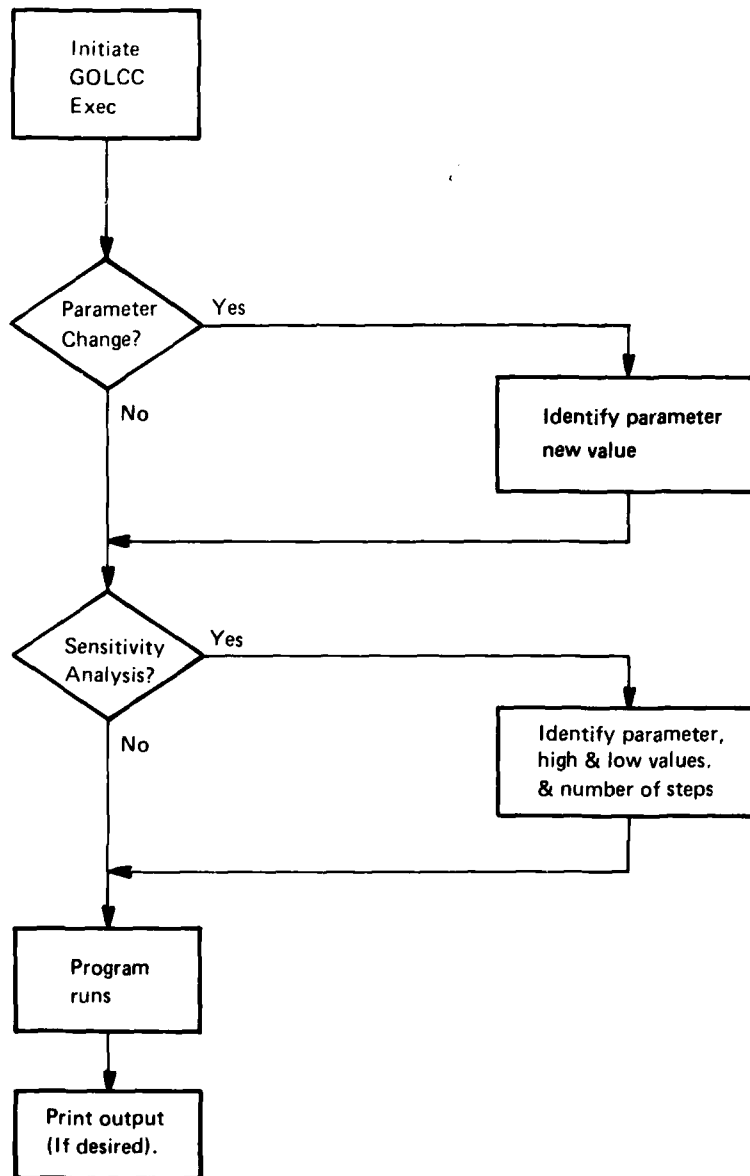 Initiate
GOLCC
Exec
Parameter
Change?
Yes
No
Identify parameter
new value
Sensitivity
Analysis?
Yes
No
Identify parameter,
high & low values.
& number of steps
Program
runs
Print output
(If desired).